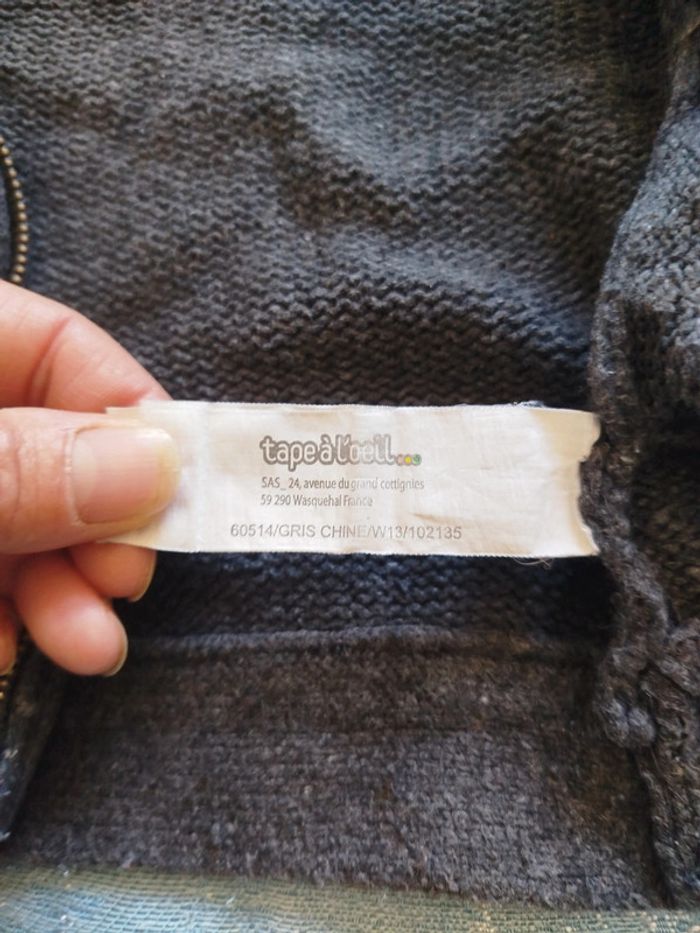 tape à l'oeil...
SAS_ 24, avenue du grand cottignies
59 290 Wasquehal France
60514/GRIS CHINE/W13/102135